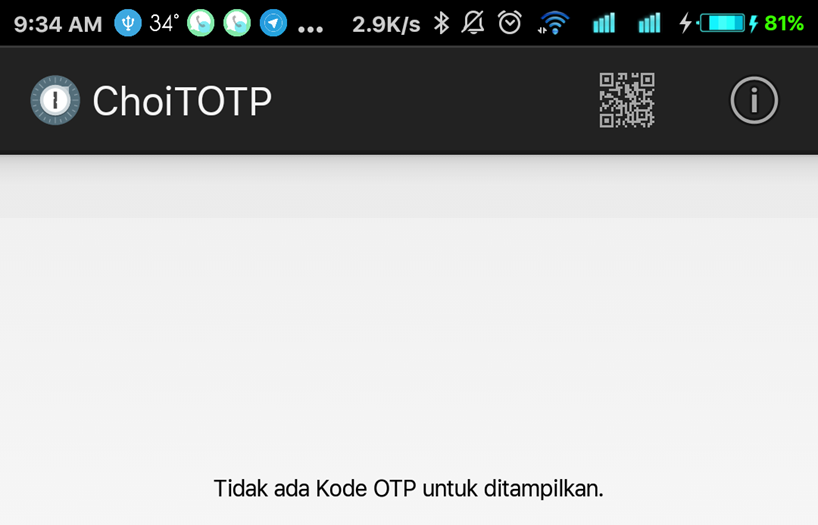 9:34 AM 34° ... 2.9K/s 81%
ChoiTOTP
Tidak ada Kode OTP untuk ditampilkan.